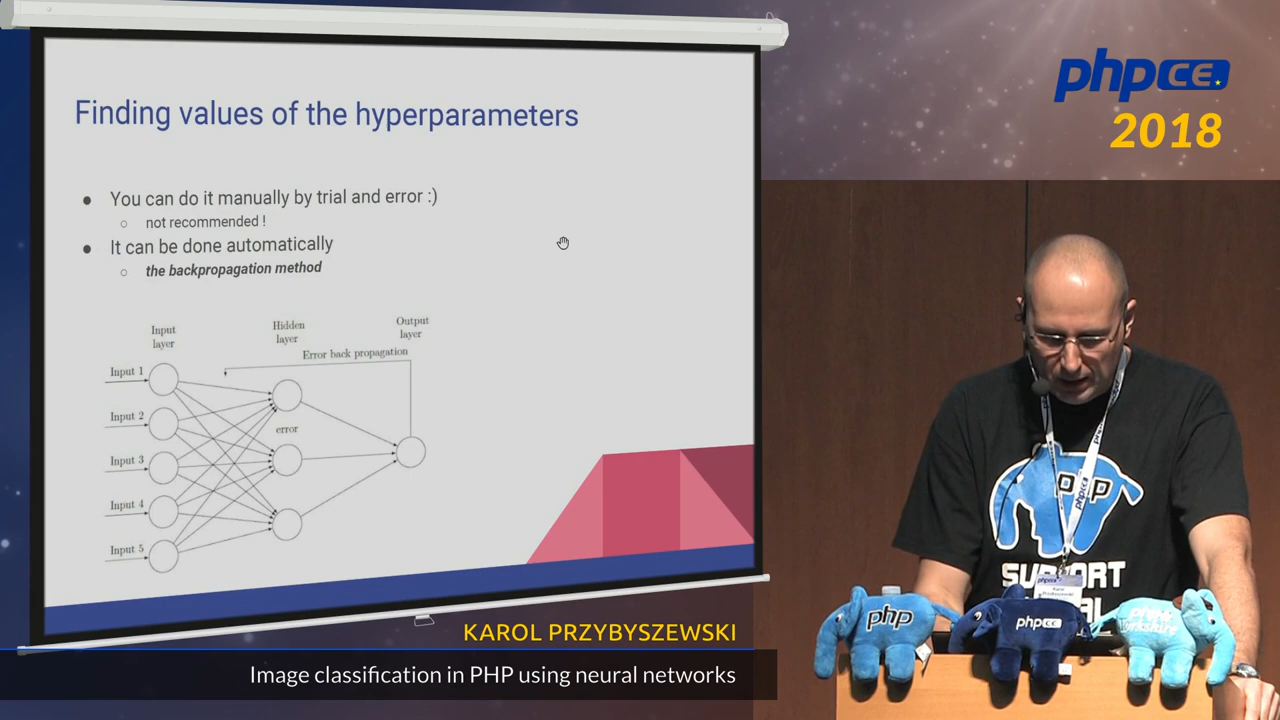 Finding values of the hyperparameters
You can do it manually by trial and error :)
not recommended !
It can be done automatically
the backpropagation method
Input layer
Hidden layer
Output layer
Error back propagation
Input 1
Input 2
error
Input 3
Input 4
Input 5
phpce
2018
php
php
phpce
KAROL PRZYBYSZEWSKI
Image classification in PHP using neural networks